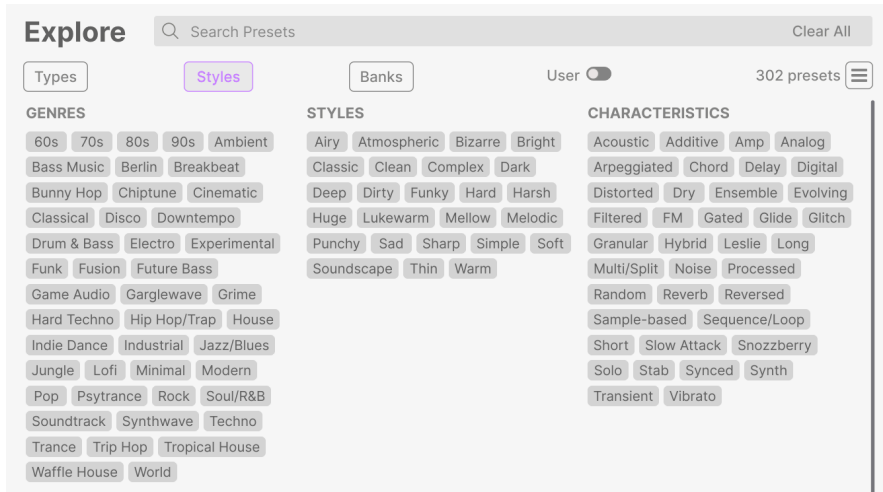 Explore
Search Presets
Clear All
Types
Styles
Banks
User
302 presets
GENRES
60s 70s 80s 90s Ambient
Bass Music Berlin Breakbeat
Bunny Hop Chiptune Cinematic
Classical Disco Downtempo
Drum & Bass Electro Experimental
Funk Fusion Future Bass
Game Audio Garglewave Grime
Hard Techno Hip Hop/Trap House
Indie Dance Industrial Jazz/Blues
Jungle Lofi Minimal Modern
Pop Psytrance Rock Soul/R&B
Soundtrack Synthwave Techno
Trance Trip Hop Tropical House
Waffle House World
STYLES
Airy Atmospheric Bizarre Bright
Classic Clean Complex Dark
Deep Dirty Funky Hard Harsh
Huge Lukewarm Mellow Melodic
Punchy Sad Sharp Simple Soft
Soundscape Thin Warm
CHARACTERISTICS
Acoustic Additive Amp Analog
Arpeggiated Chord Delay Digital
Distorted Dry Ensemble Evolving
Filtered FM Gated Glide Glitch
Granular Hybrid Leslie Long
Multi/Split Noise Processed
Random Reverb Reversed
Sample-based Sequence/Loop
Short Slow Attack Snozzberry
Solo Stab Synced Synth
Transient Vibrato